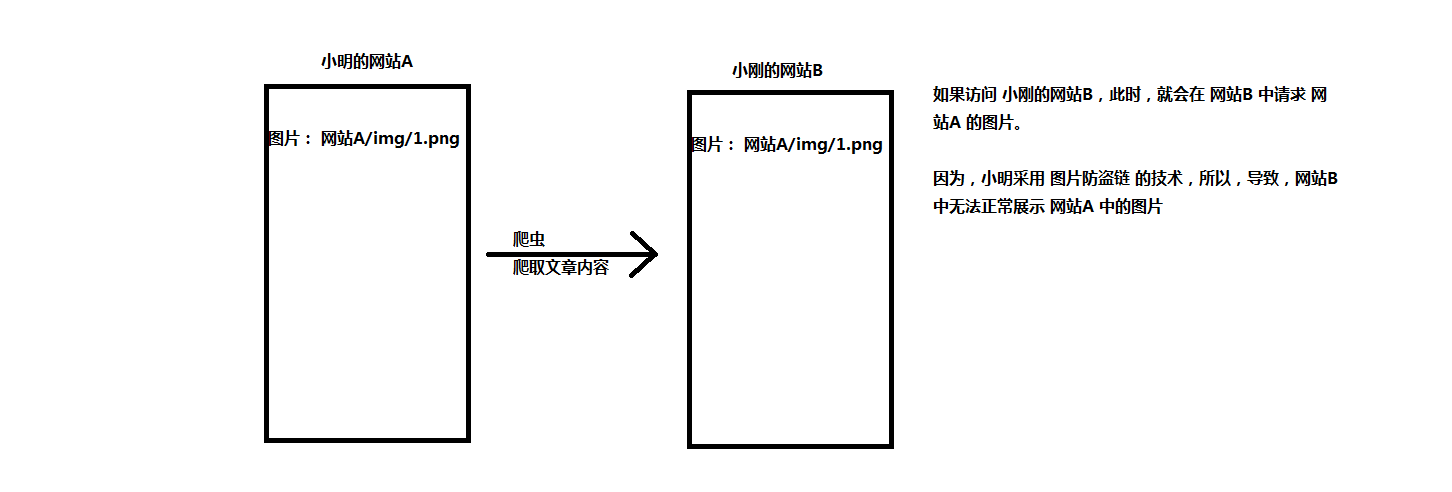 小明的网站A
图片： 网站A/img/1.png
爬虫
爬取文章内容
小刚的网站B
图片： 网站A/img/1.png
如果访问 小刚的网站B，此时，就会在 网站B 中请求 网
站A 的图片。
因为，小明采用 图片防盗链 的技术，所以，导致，网站B
中无法正常展示 网站A 中的图片